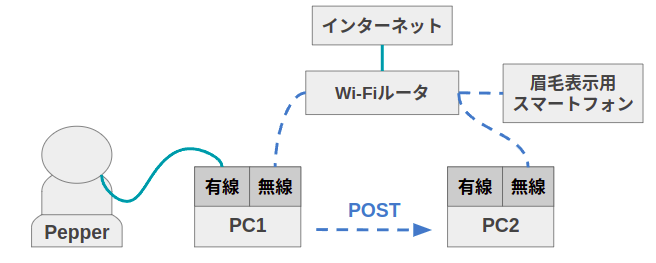 インターネット
Wi-Fiルータ
眉毛表示用
スマートフォン
有線
無線
有線
無線
Pepper
PC1
POST
PC2